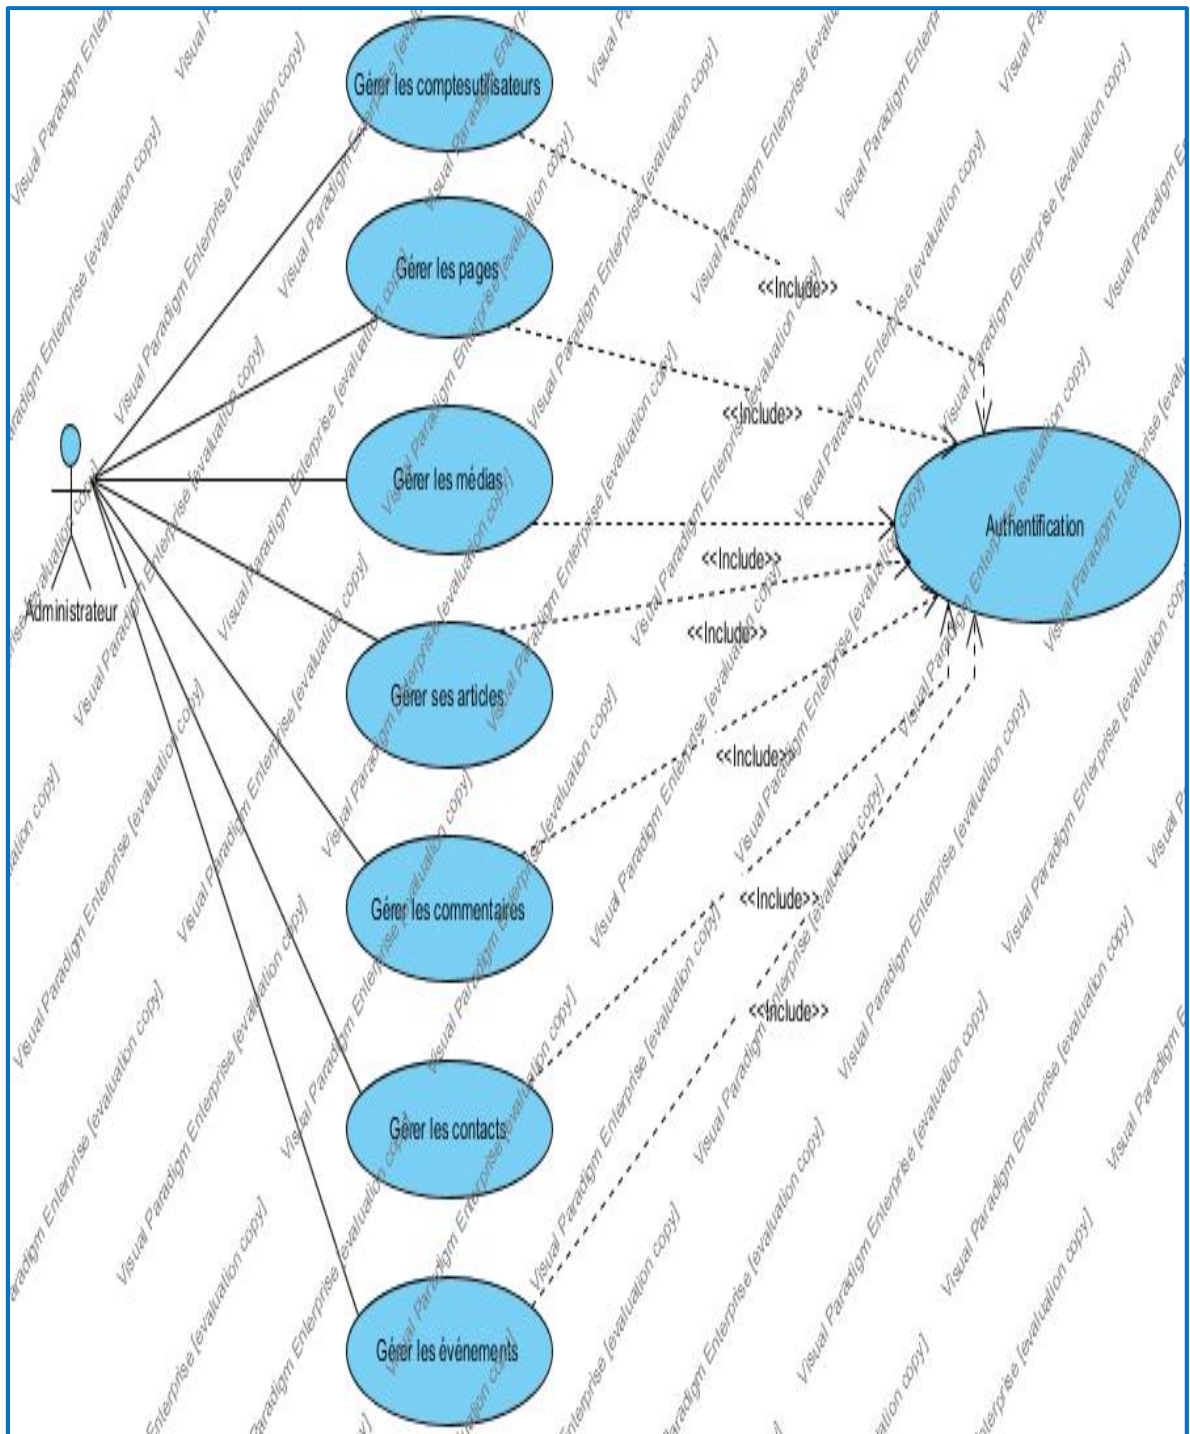 Gérer les comptesutilisateurs
Gérer les pages
<<Include>>
<<Include>>
Gérer les médias
Authentification
<<Include>>
Administrateur
<<Include>>
Gérer ses articles
<<Include>>
Gérer les commentaires
<<Include>>
<<Include>>
Gérer les contacts
Gérer les événements
Visual Paradigm Enterprise [evaluation copy]